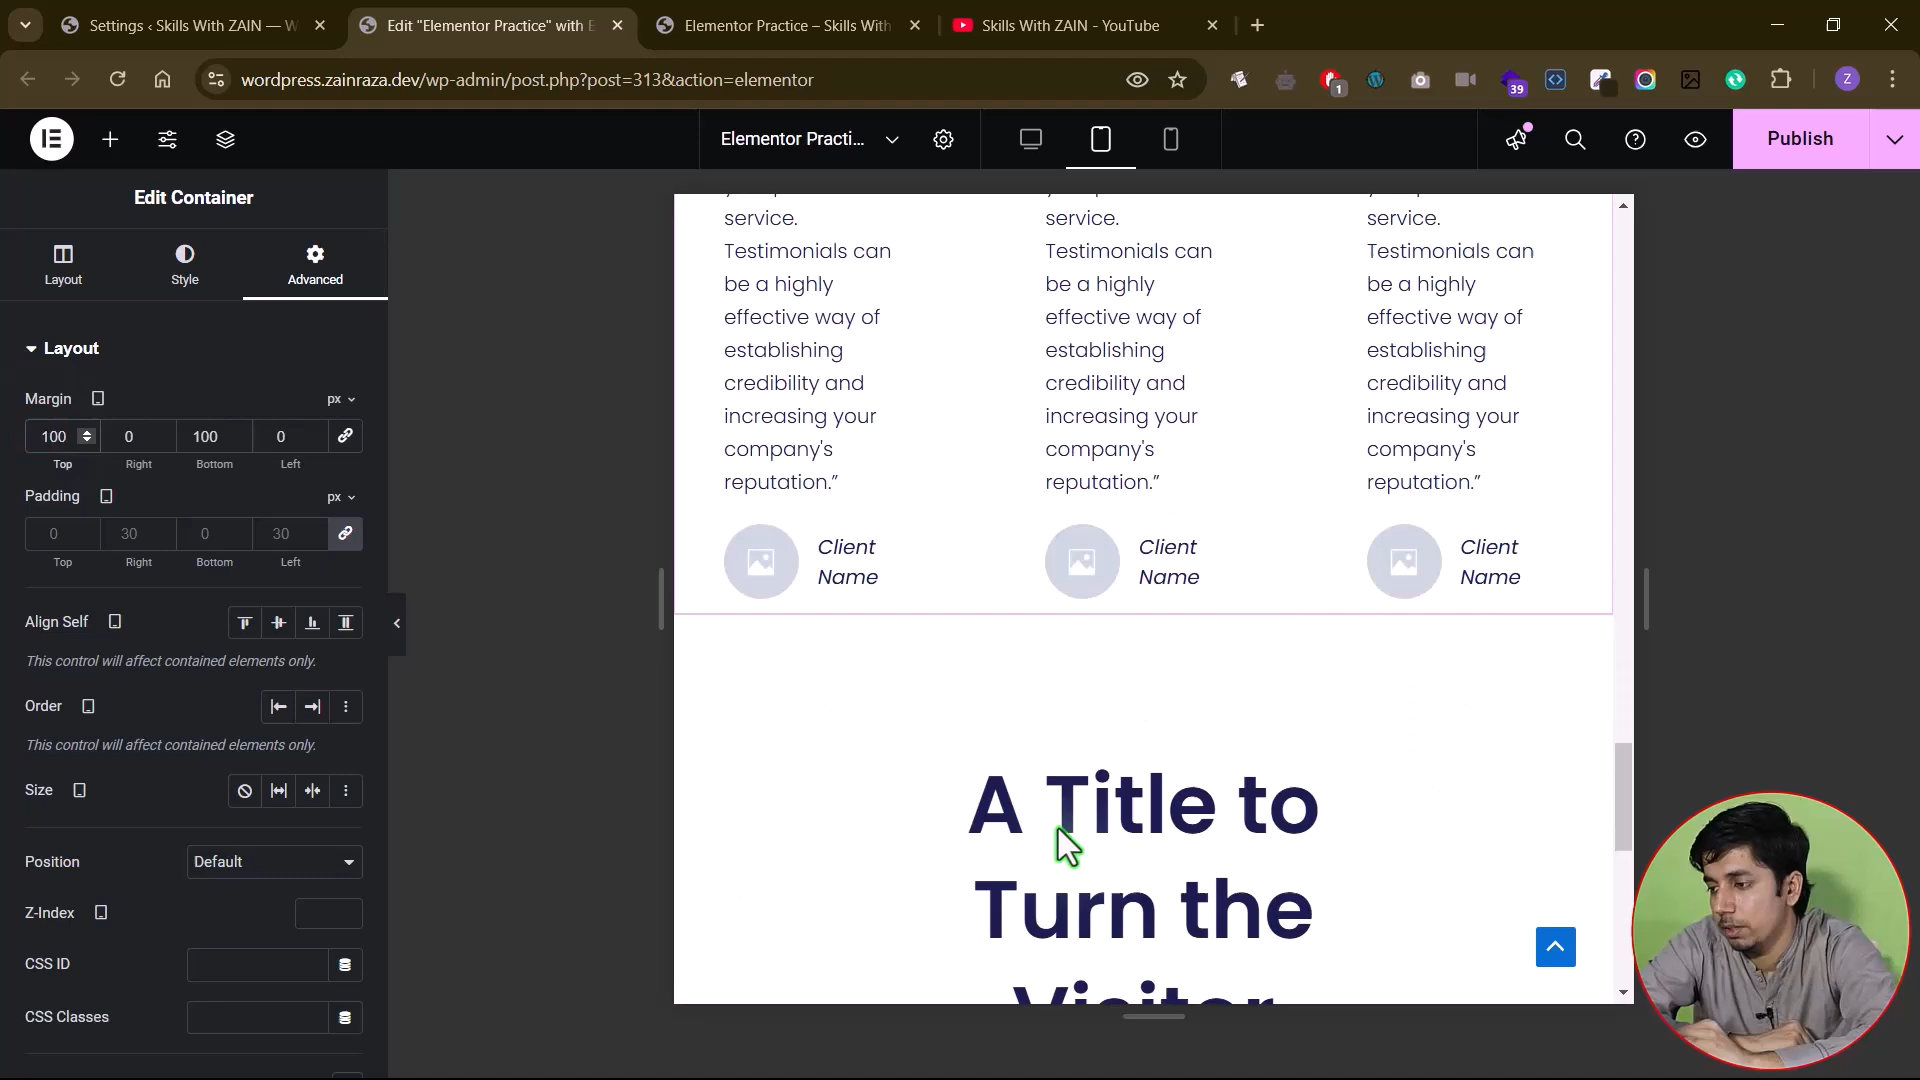 Settings ‹ Skills With ZAIN — W
Edit "Elementor Practice" with E
Elementor Practice – Skills With
Skills With ZAIN - YouTube
wordpress.zainraza.dev/wp-admin/post.php?post=313&action=elementor
1
39
Z
Elementor Practi...
Publish
Edit Container
Layout
Style
Advanced
Layout
Margin
px
100
0
100
0
Top
Right
Bottom
Left
Padding
px
0
30
0
30
Top
Right
Bottom
Left
Align Self
This control will affect contained elements only.
Order
This control will affect contained elements only.
Size
Position
Default
Z-Index
CSS ID
CSS Classes
service.
Testimonials can
be a highly
effective way of
establishing
credibility and
increasing your
company's
reputation.”
Client
Name
service.
Testimonials can
be a highly
effective way of
establishing
credibility and
increasing your
company's
reputation.”
Client
Name
service.
Testimonials can
be a highly
effective way of
establishing
credibility and
increasing your
company's
reputation.”
Client
Name
A Title to
Turn the
Visitor